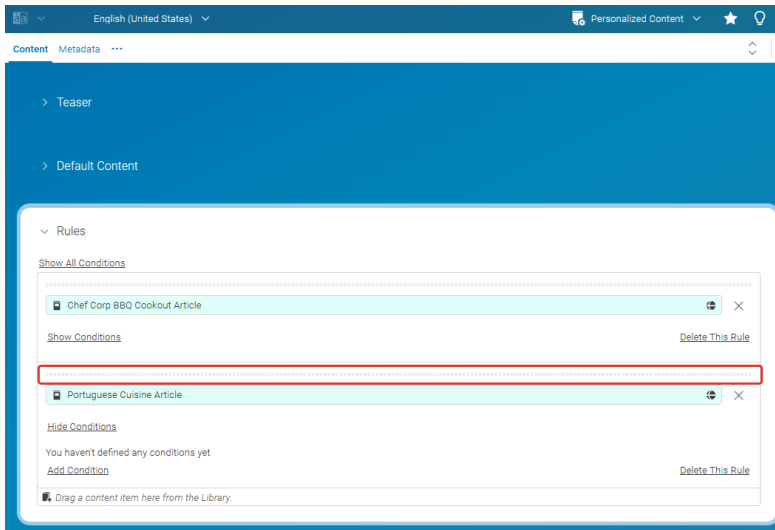 English (United States)
Personalized Content
Content Metadata ...
Teaser
Default Content
Rules
Show All Conditions
Chef Corp BBQ Cookout Article
Show Conditions
Delete This Rule
Portuguese Cuisine Article
Hide Conditions
You haven't defined any conditions yet
Add Condition
Delete This Rule
Drag a content item here from the Library.